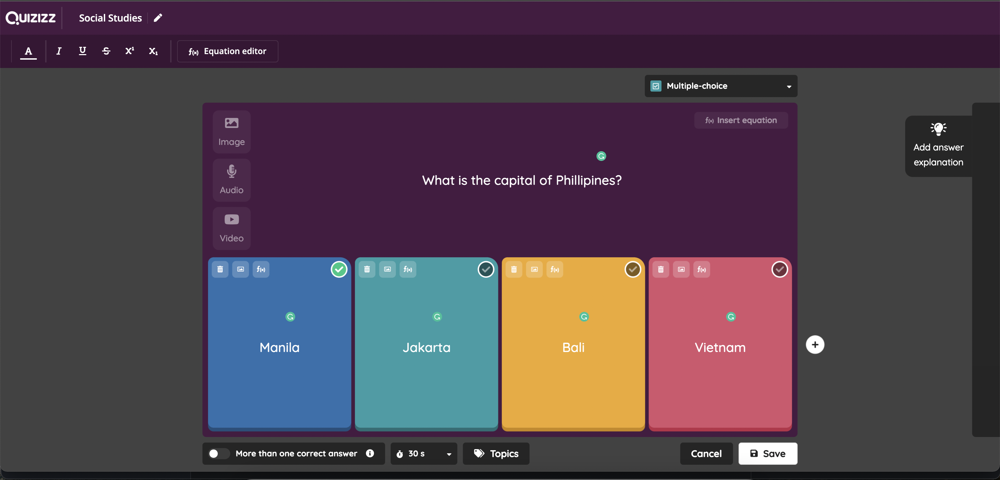 Quizizz
Social Studies
A I U S X¹ X₁ f(x) Equation editor
Multiple-choice
Image
f(x) Insert equation
Add answer
explanation
Audio
What is the capital of Phillipines?
Video
f(x) f(x) f(x) f(x)
Manila
Jakarta
Bali
Vietnam
More than one correct answer
30 s
Topics
Cancel
Save